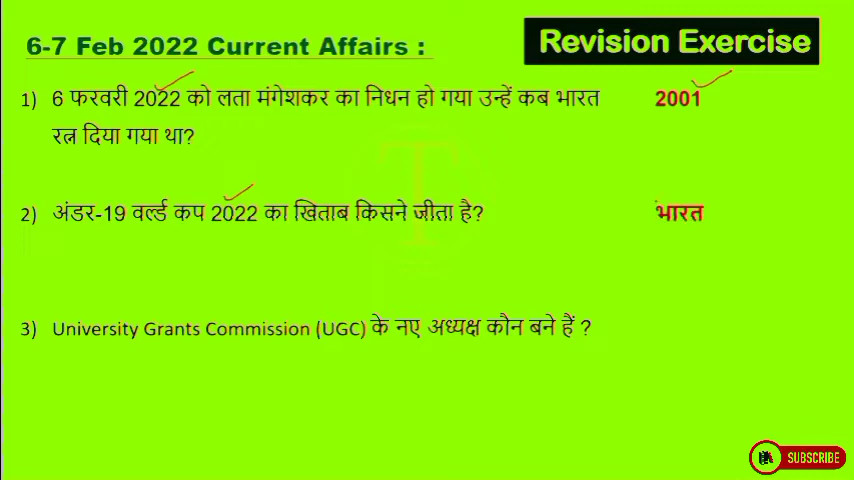 6-7 Feb 2022 Current Affairs :
Revision Exercise
1) 6 फरवरी 2022 को लता मंगेशकर का निधन हो गया उन्हें कब भारत
रत्न दिया गया था?
2001
2) अंडर-19 वर्ल्ड कप 2022 का खिताब किसने जीता है?
भारत
3) University Grants Commission (UGC) के नए अध्यक्ष कौन बने हैं ?
SUBSCRIBE